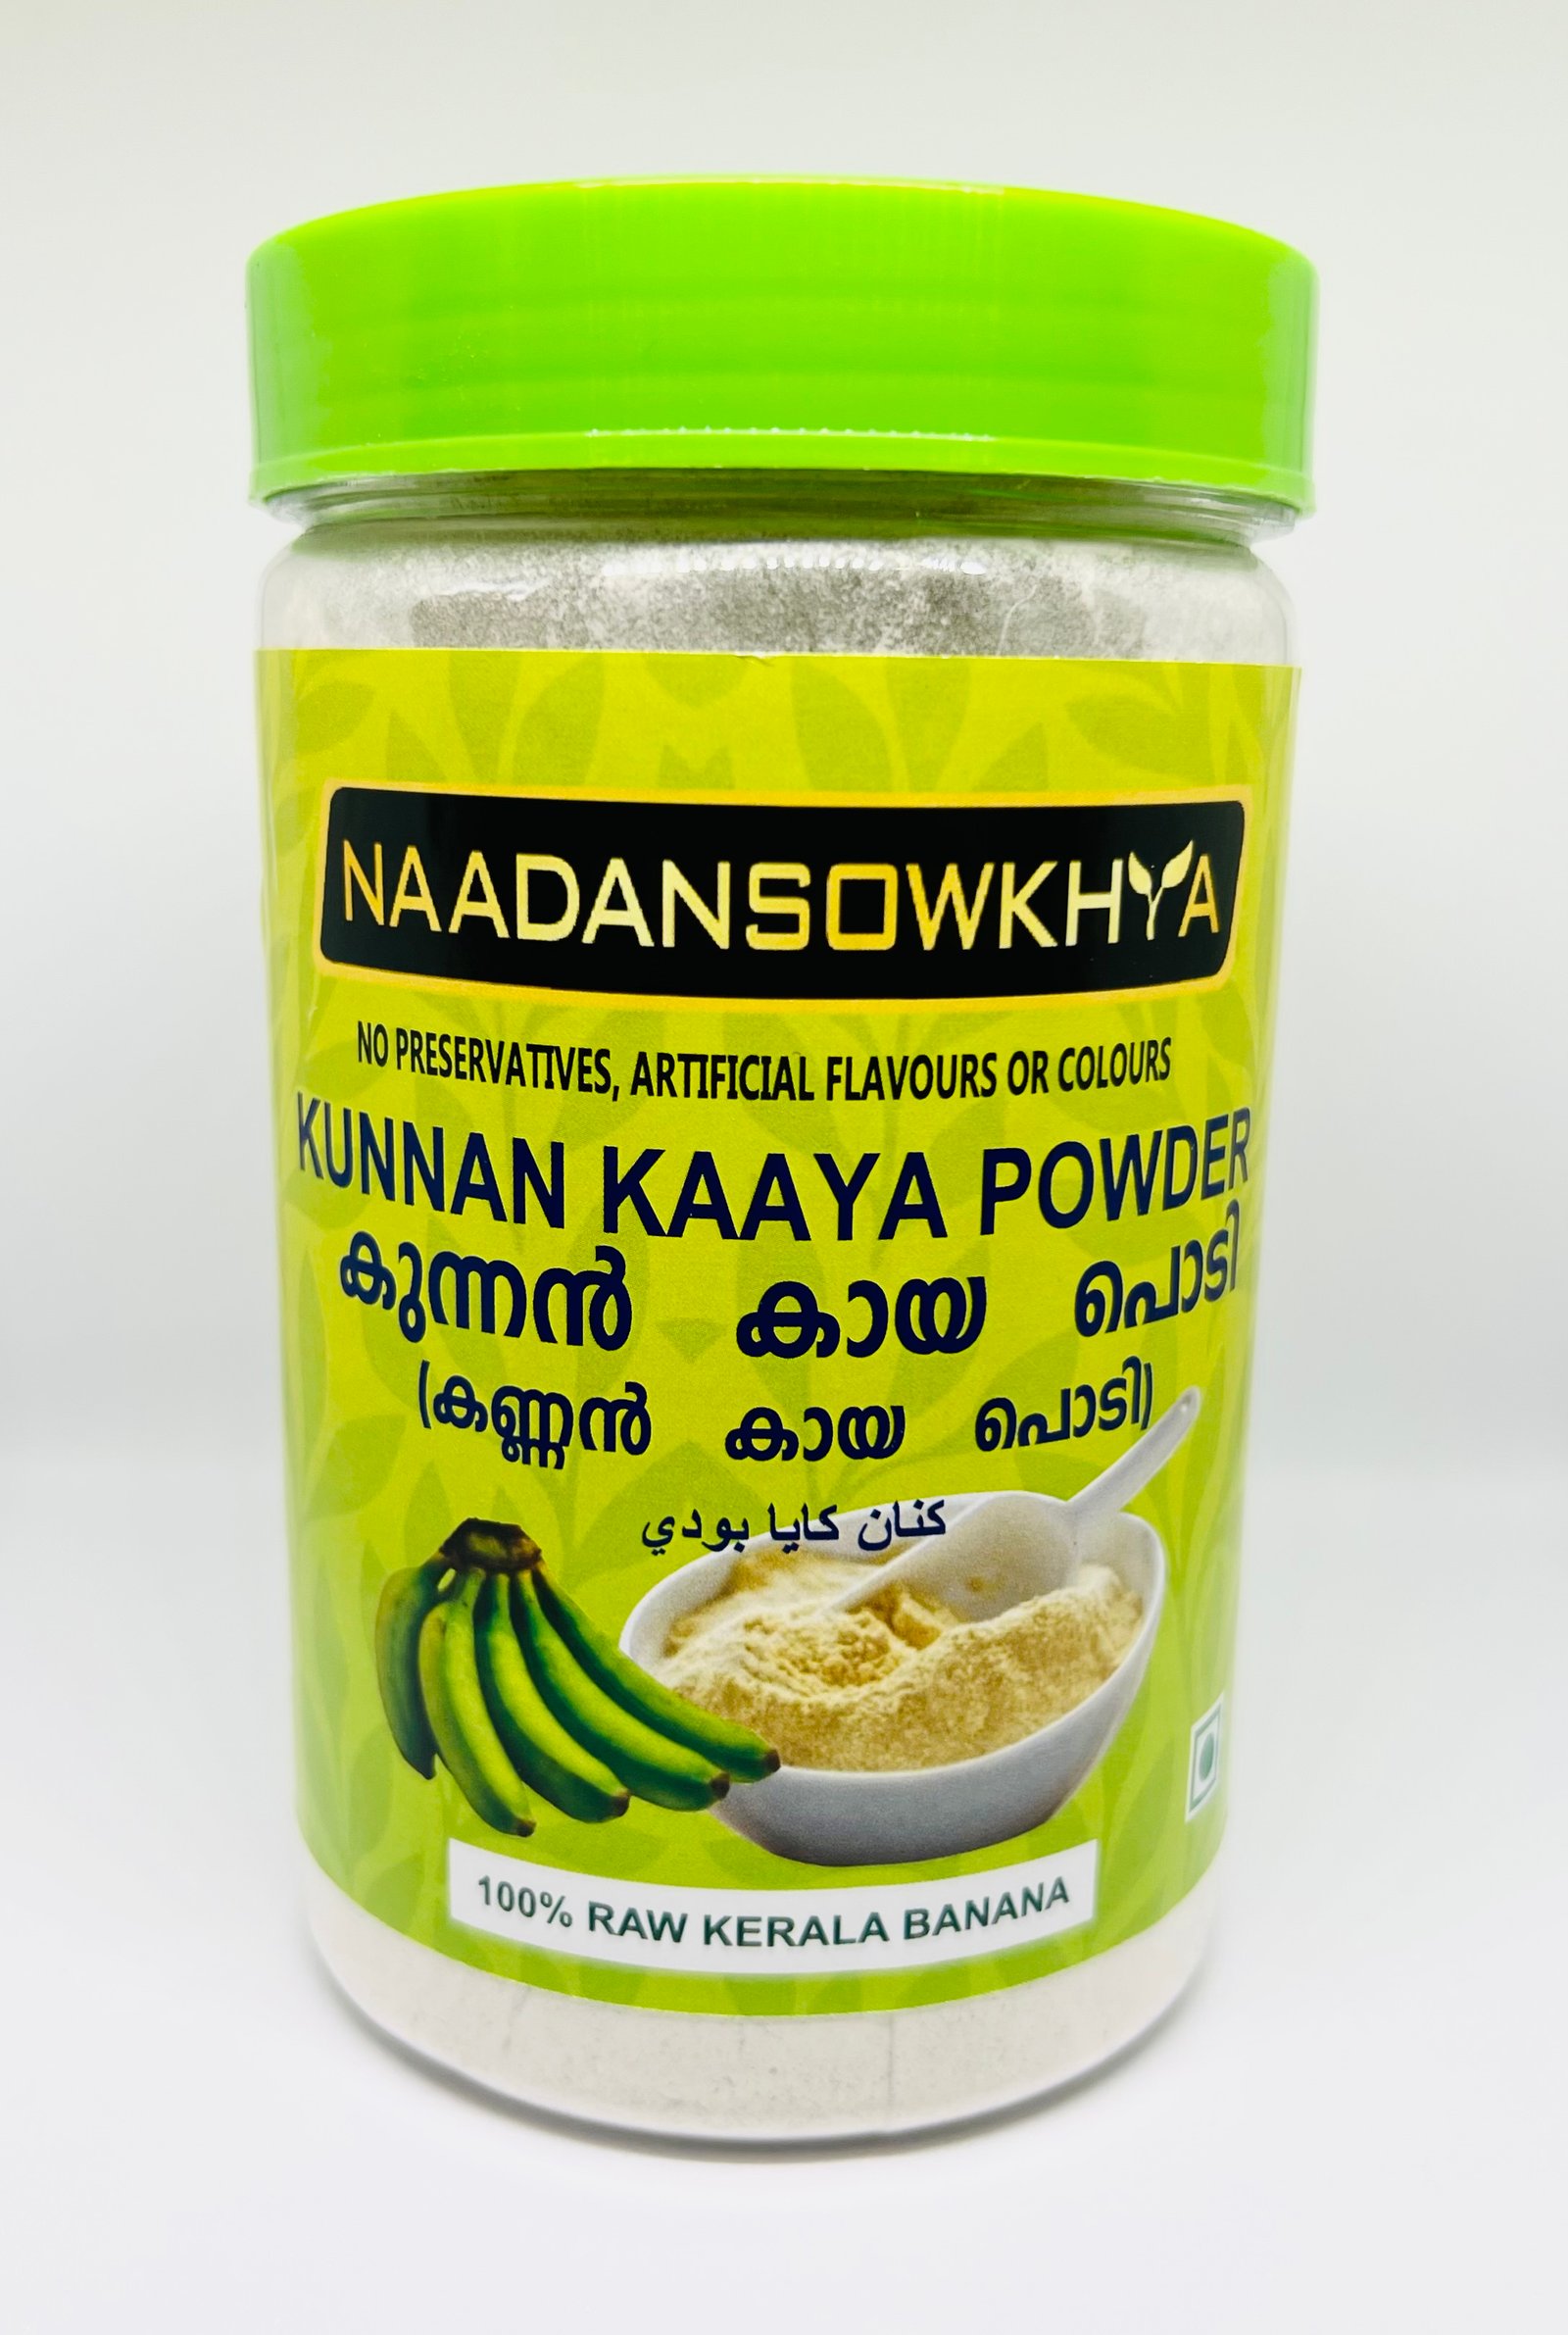 NAADANSOWKHYA
NO PRESERVATIVES, ARTIFICIAL FLAVOURS OR COLOURS
KUNNAN KAAYA POWDER
കുന്നൻ കായ പൊടി
(കണ്ണൻ കായ പൊടി)
كنان كايا بودي
100% RAW KERALA BANANA